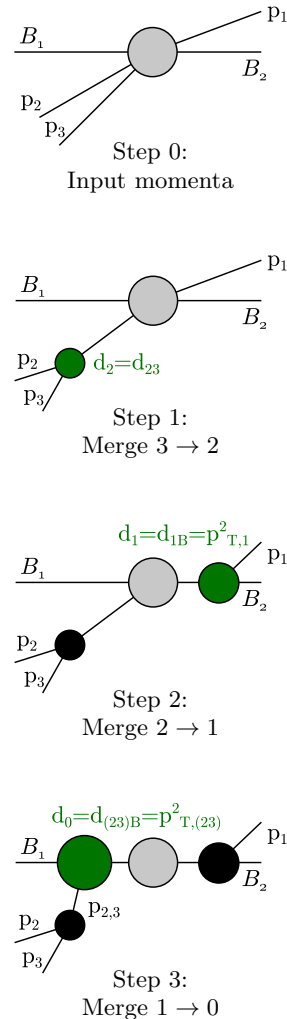 B₁
p₁
B₂
p₂
p₃
Step 0:
Input momenta
p₁
B₁
B₂
p₂
d₂=d₂₃
p₃
Step 1:
Merge 3 → 2
d₁=d₁B=p²T,1
p₁
B₁
B₂
p₂
p₃
Step 2:
Merge 2 → 1
d₀=d(23)B=p²T,(23)
p₁
B₁
B₂
p₂,₃
p₂
p₃
Step 3:
Merge 1 → 0